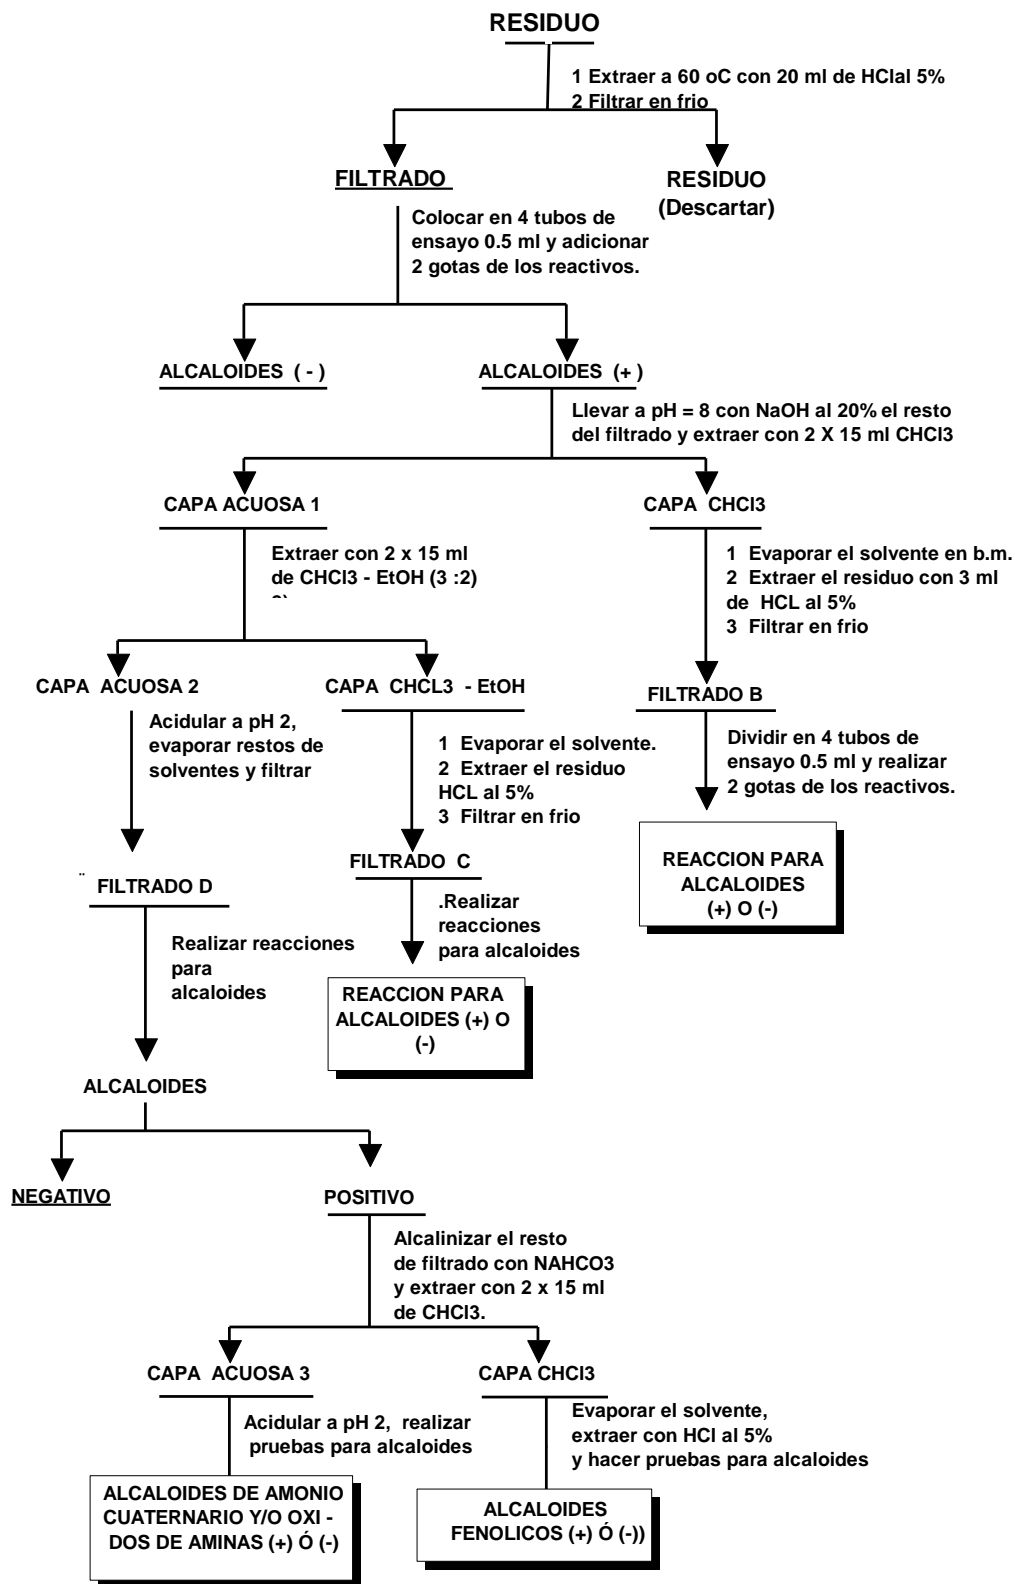 RESIDUO
1 Extraer a 60 oC con 20 ml de HClal 5%
2 Filtrar en frio
FILTRADO
RESIDUO
(Descartar)
Colocar en 4 tubos de
ensayo 0.5 ml y adicionar
2 gotas de los reactivos.
ALCALOIDES ( - )
ALCALOIDES (+ )
Llevar a pH = 8 con NaOH al 20% el resto
del filtrado y extraer con 2 X 15 ml CHCl3
CAPA ACUOSA 1
CAPA CHCl3
Extraer con 2 x 15 ml
de CHCl3 - EtOH (3 :2)
1 Evaporar el solvente en b.m.
2 Extraer el residuo con 3 ml
de HCL al 5%
3 Filtrar en frio
CAPA ACUOSA 2
CAPA CHCL3 - EtOH
FILTRADO B
Acidular a pH 2,
evaporar restos de
solventes y filtrar
1 Evaporar el solvente.
2 Extraer el residuo
HCL al 5%
3 Filtrar en frio
Dividir en 4 tubos de
ensayo 0.5 ml y realizar
2 gotas de los reactivos.
REACCION PARA
ALCALOIDES
(+) O (-)
FILTRADO C
¨
FILTRADO D
.Realizar
reacciones
para alcaloides
Realizar reacciones
para
alcaloides
REACCION PARA
ALCALOIDES (+) O
(-)
ALCALOIDES
NEGATIVO
POSITIVO
Alcalinizar el resto
de filtrado con NAHCO3
y extraer con 2 x 15 ml
de CHCl3.
CAPA ACUOSA 3
CAPA CHCl3
Acidular a pH 2, realizar
pruebas para alcaloides
Evaporar el solvente,
extraer con HCl al 5%
y hacer pruebas para alcaloides
ALCALOIDES DE AMONIO
CUATERNARIO Y/O OXI -
DOS DE AMINAS (+) Ó (-)
ALCALOIDES
FENOLICOS (+) Ó (-))